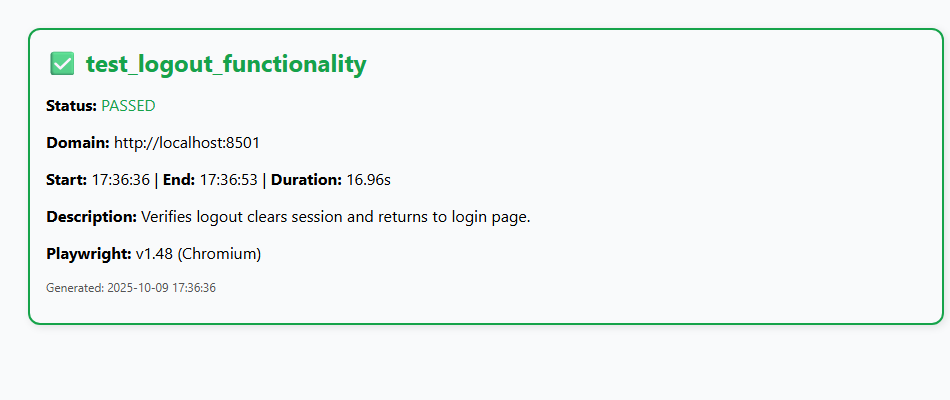 test_logout_functionality
Status: PASSED
Domain: http://localhost:8501
Start: 17:36:36 | End: 17:36:53 | Duration: 16.96s
Description: Verifies logout clears session and returns to login page.
Playwright: v1.48 (Chromium)
Generated: 2025-10-09 17:36:36